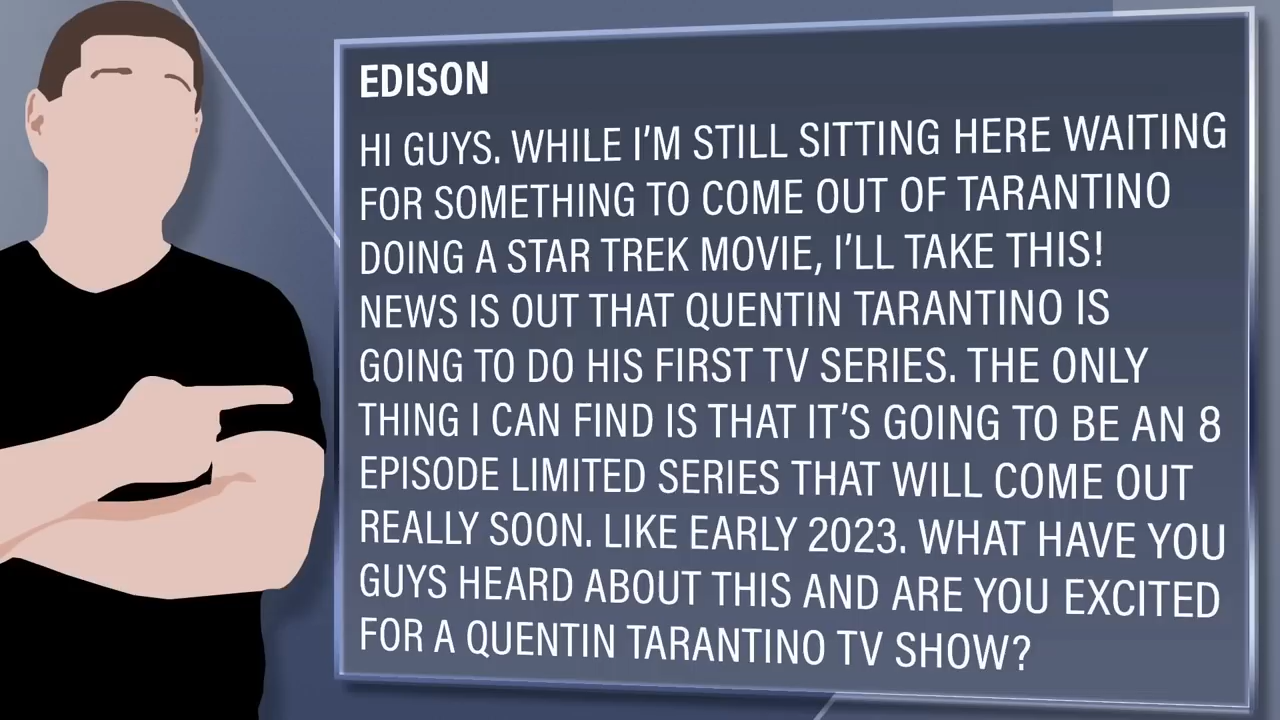 EDISON
HI GUYS. WHILE I'M STILL SITTING HERE WAITING
FOR SOMETHING TO COME OUT OF TARANTINO
DOING A STAR TREK MOVIE, I'LL TAKE THIS!
NEWS IS OUT THAT QUENTIN TARANTINO IS
GOING TO DO HIS FIRST TV SERIES. THE ONLY
THING I CAN FIND IS THAT IT'S GOING TO BE AN 8
EPISODE LIMITED SERIES THAT WILL COME OUT
REALLY SOON. LIKE EARLY 2023. WHAT HAVE YOU
GUYS HEARD ABOUT THIS AND ARE YOU EXCITED
FOR A QUENTIN TARANTINO TV SHOW?